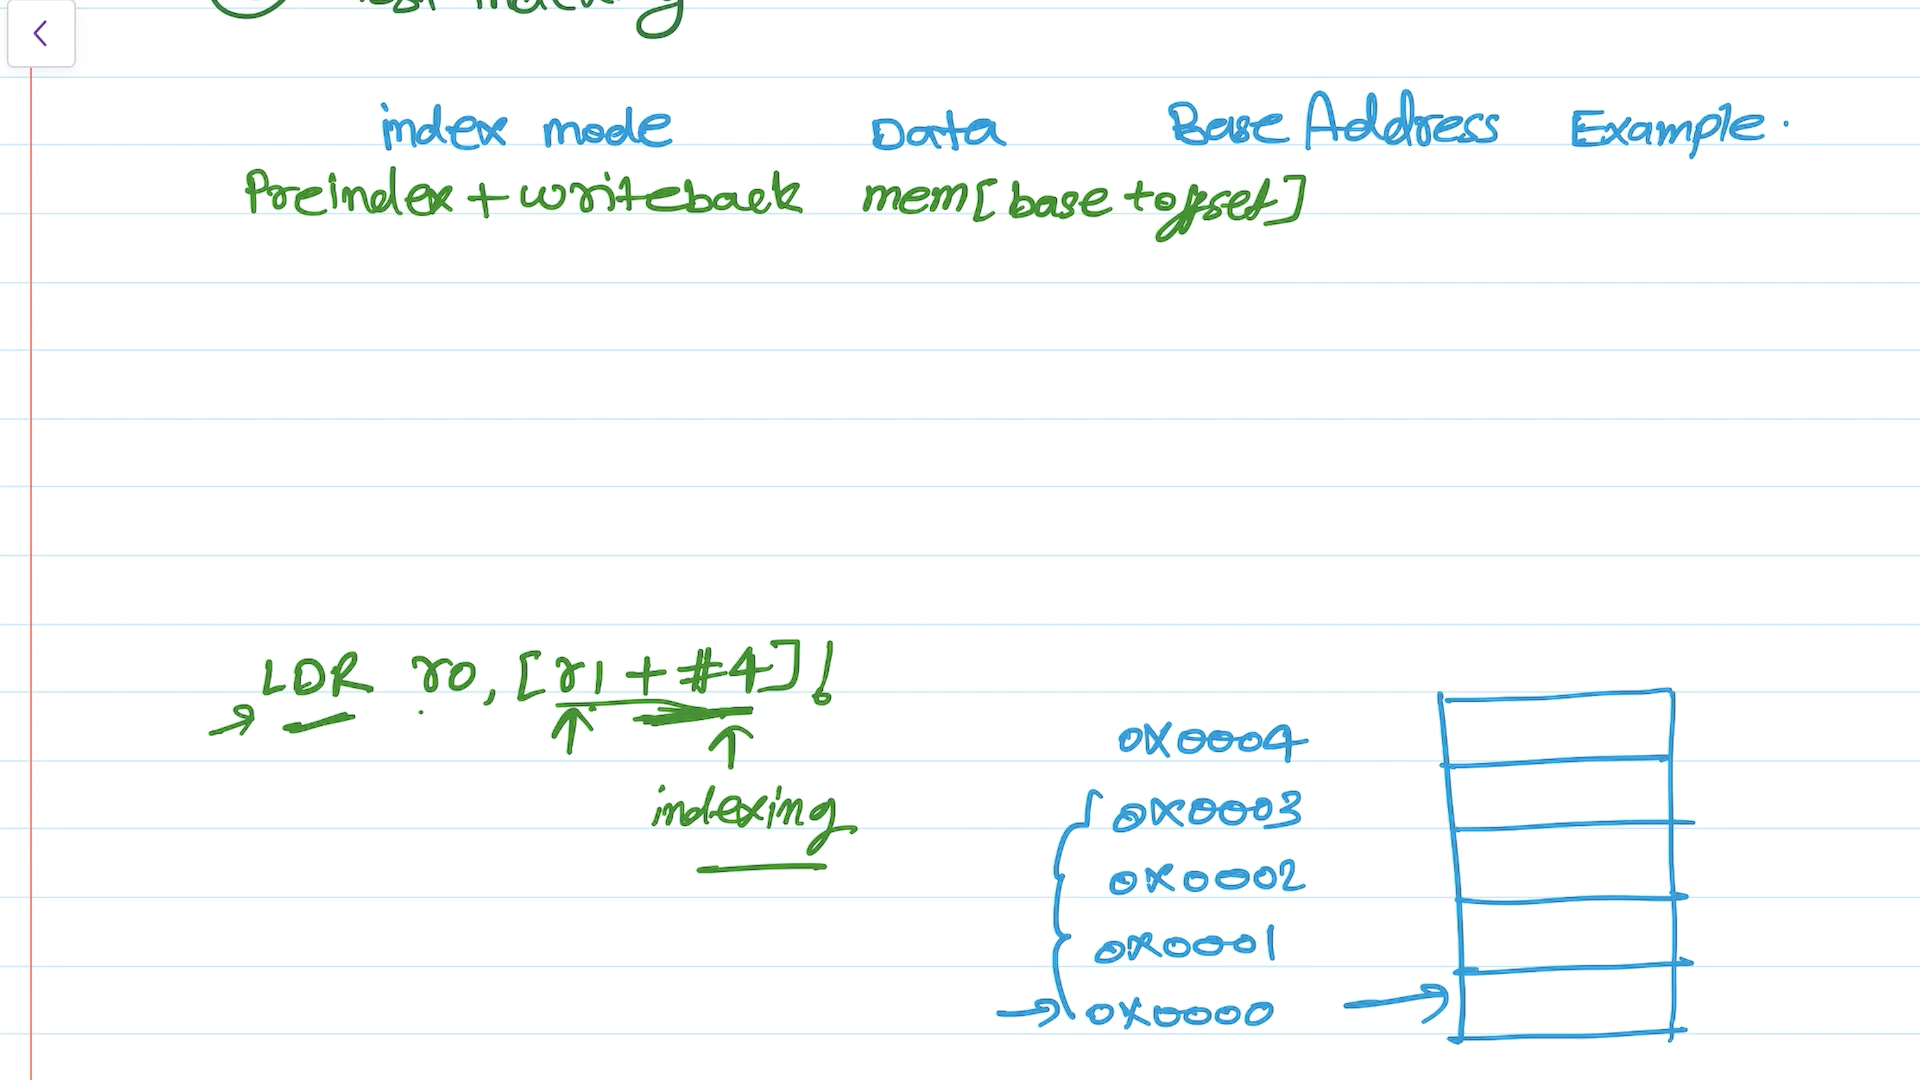 index mode Data Base Address Example.
Preindex + writeback mem[base + offset]
LDR r0, [r1 + #4]!
indexing
0x0004
0x0003
0x0002
0x0001
0x0000